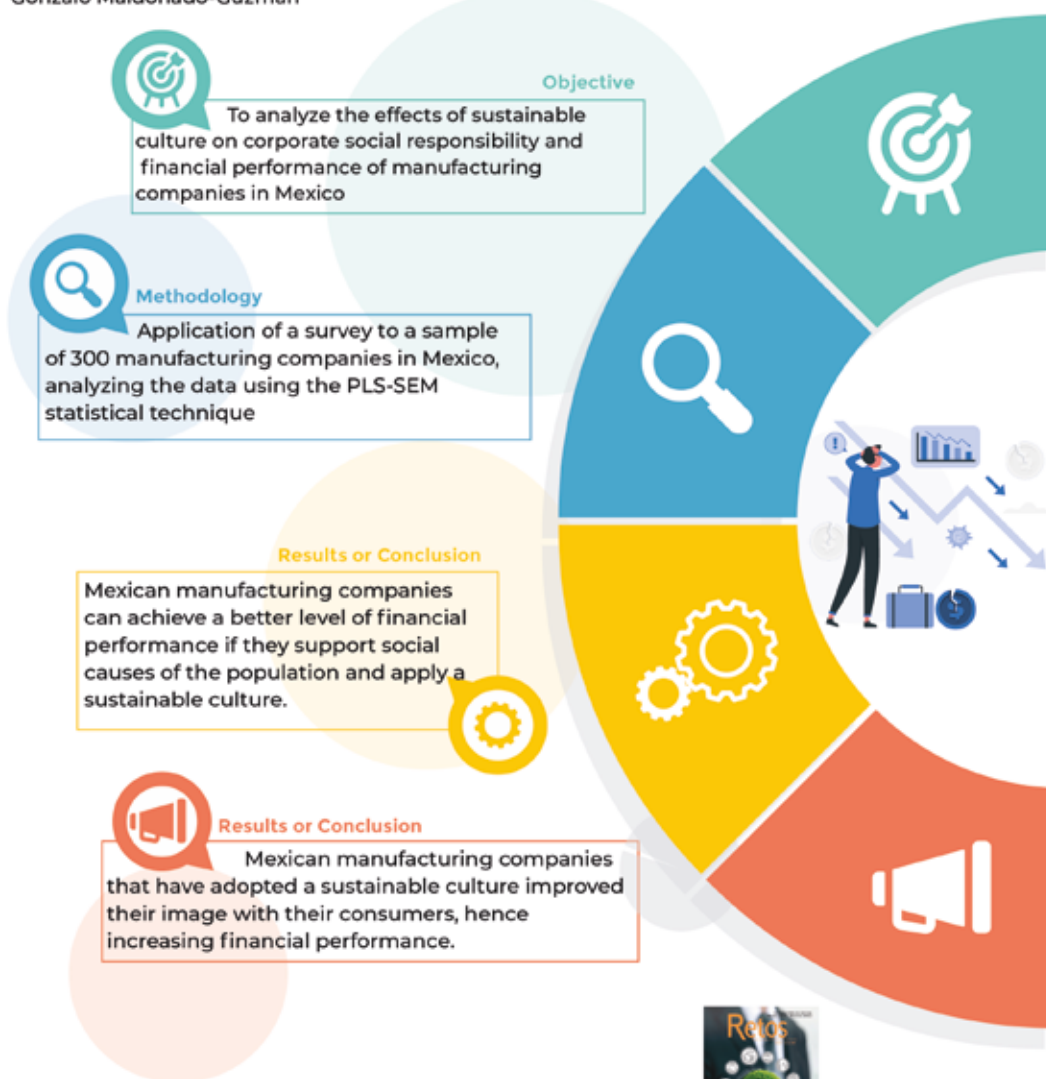 Gonzalo Maldonado-Guzmán
Objective
To analyze the effects of sustainable
culture on corporate social responsibility and
financial performance of manufacturing
companies in Mexico
Methodology
Application of a survey to a sample
of 300 manufacturing companies in Mexico,
analyzing the data using the PLS-SEM
statistical technique
Results or Conclusion
Mexican manufacturing companies
can achieve a better level of financial
performance if they support social
causes of the population and apply a
sustainable culture.
Results or Conclusion
Mexican manufacturing companies
that have adopted a sustainable culture improved
their image with their consumers, hence
increasing financial performance.
Retos